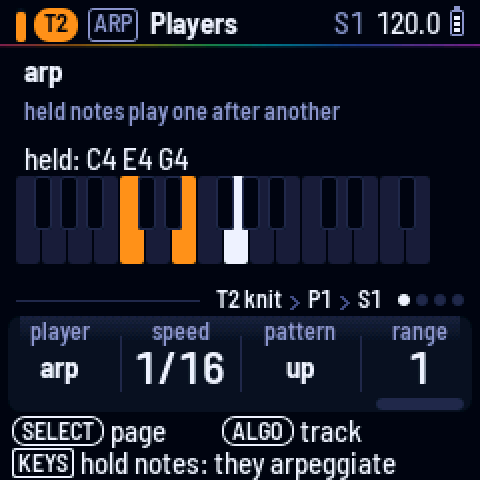 T2 ARP Players S1 120.0
arp
held notes play one after another
held: C4 E4 G4
T2 knit > P1 > S1
player speed pattern range
arp 1/16 up 1
SELECT page ALGO track
KEYS hold notes: they arpeggiate